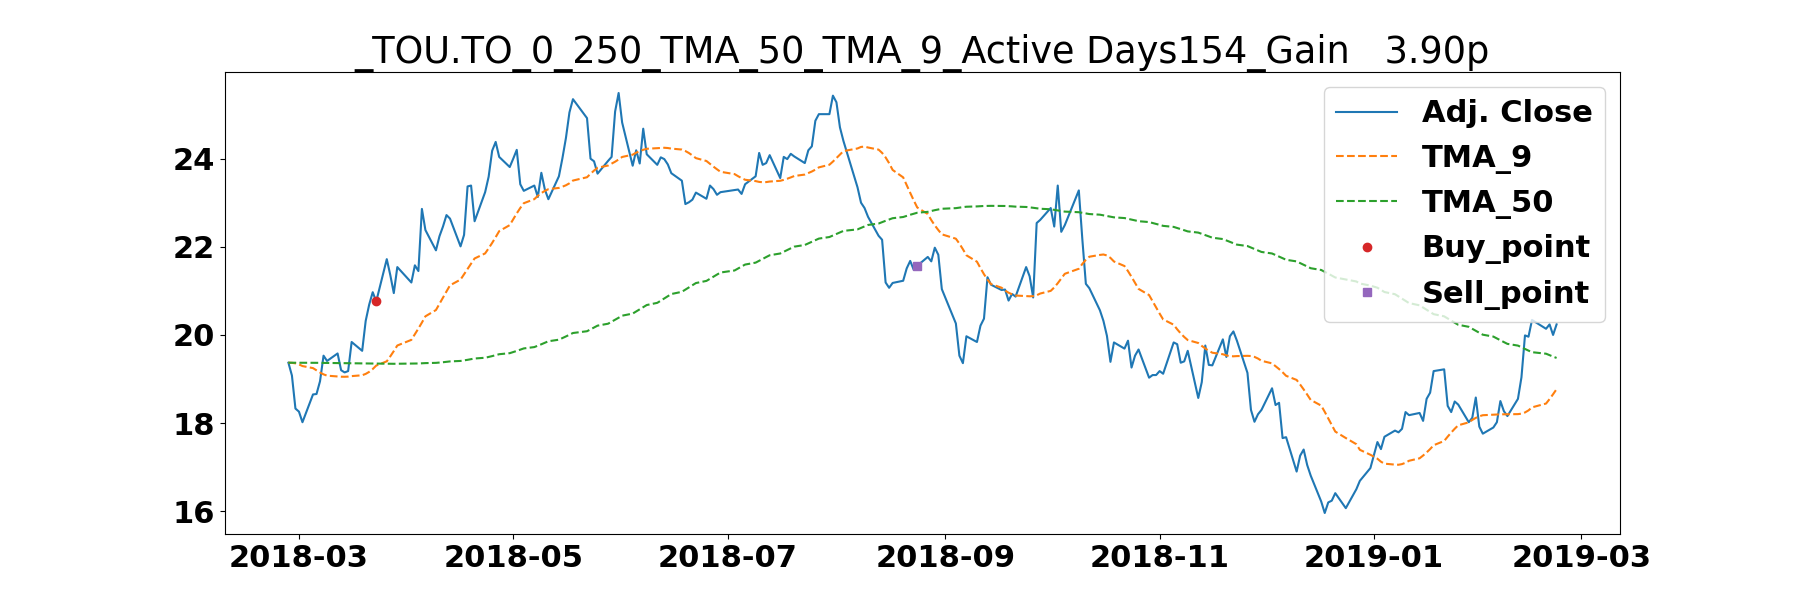 _TOU.TO_0_250_TMA_50_TMA_9_Active Days154_Gain   3.90p
Adj. Close
TMA_9
TMA_50
Buy_point
Sell_point
24
22
20
18
16
2018-03 2018-05 2018-07 2018-09 2018-11 2019-01 2019-03